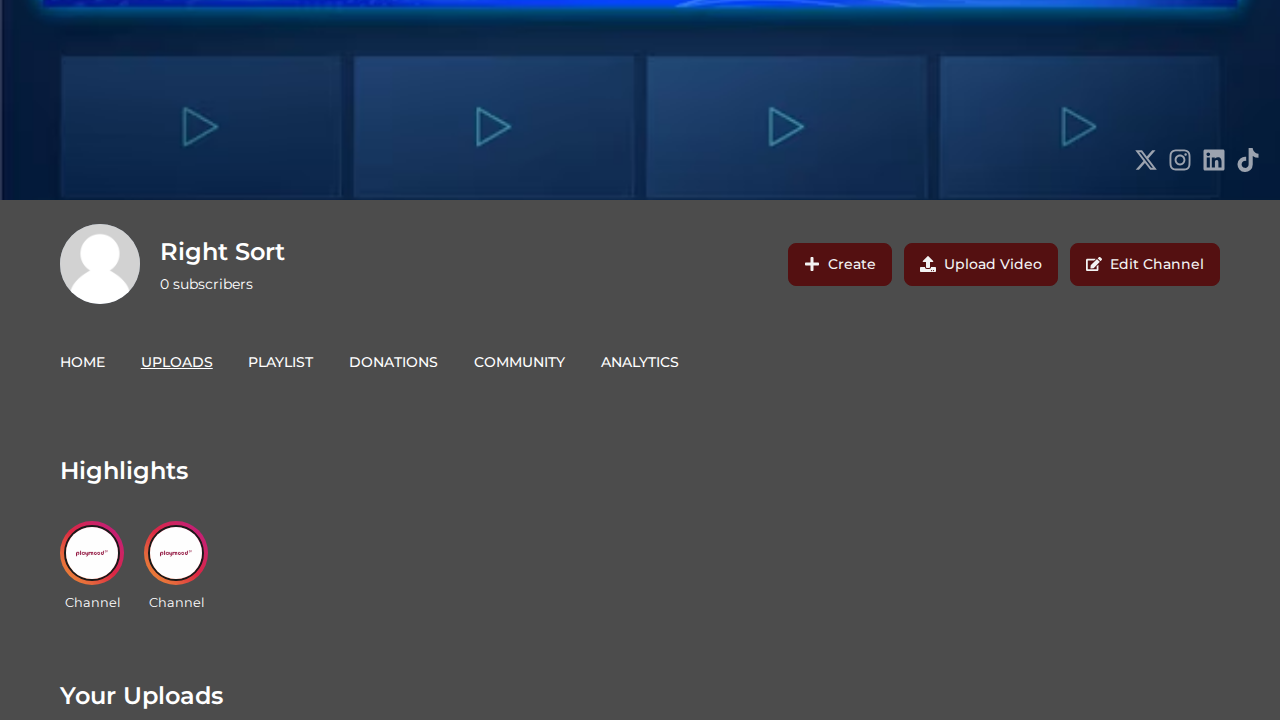 Right Sort
0 subscribers
Create
Upload Video
Edit Channel
HOME
UPLOADS
PLAYLIST
DONATIONS
COMMUNITY
ANALYTICS
Highlights
playmood
playmood
Channel
Channel
Your Uploads